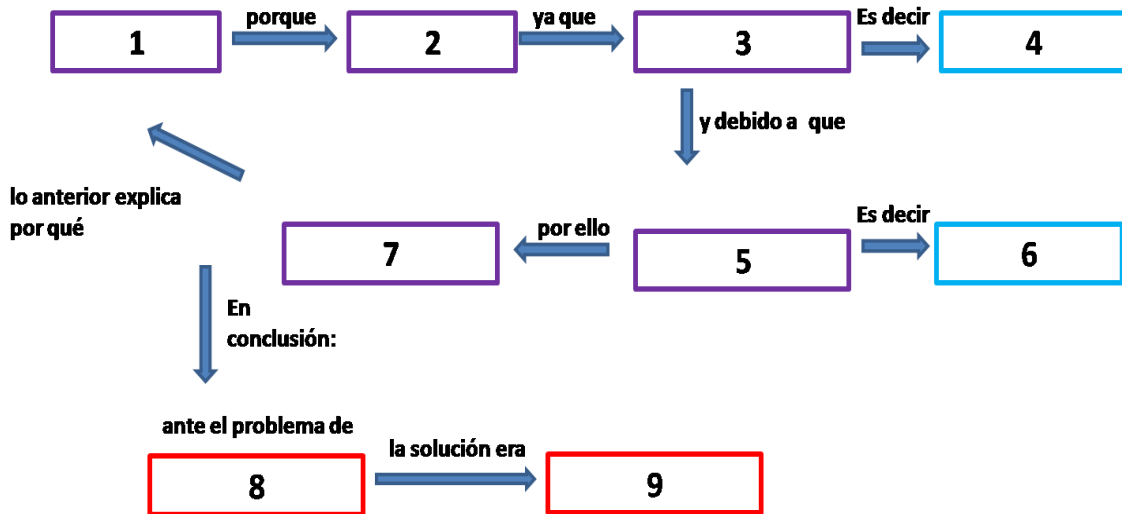 porque
ya que
Es decir
1
2
3
4
y debido a que
lo anterior explica
por qué
Es decir
por ello
7
5
6
En
conclusión:
ante el problema de
la solución era
8
9